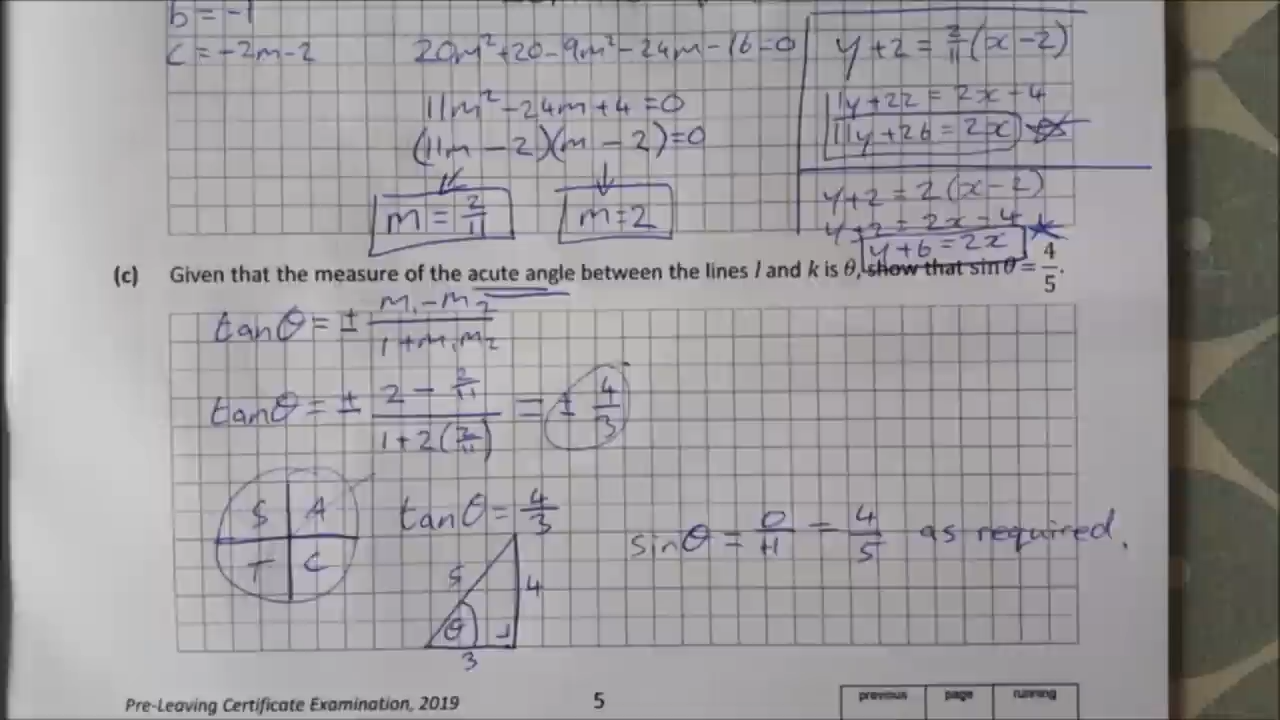 b = -1
c = -2m-2
20m²+20-9m²-24m-16=0
11m²-24m+4=0
(11m-2)(m-2)=0
m = 2/11
m=2
y+2 = 2/11(x-2)
11y+22 = 2x-4
11y+26 = 2x
y+2 = 2(x-2)
y+2 = 2x-4
y+6 = 2x
(c) Given that the measure of the acute angle between the lines l and k is θ, show that sin θ = 4/5.
tanθ = ± m₁-m₂/1+m₁m₂
tanθ = ± 2-2/11/1+2(2/11) = ± 4/3
S A
T C
tanθ = 4/3
5
4
θ
3
sinθ = O/H = 4/5 as required.
Pre-Leaving Certificate Examination, 2019
5
previous page running